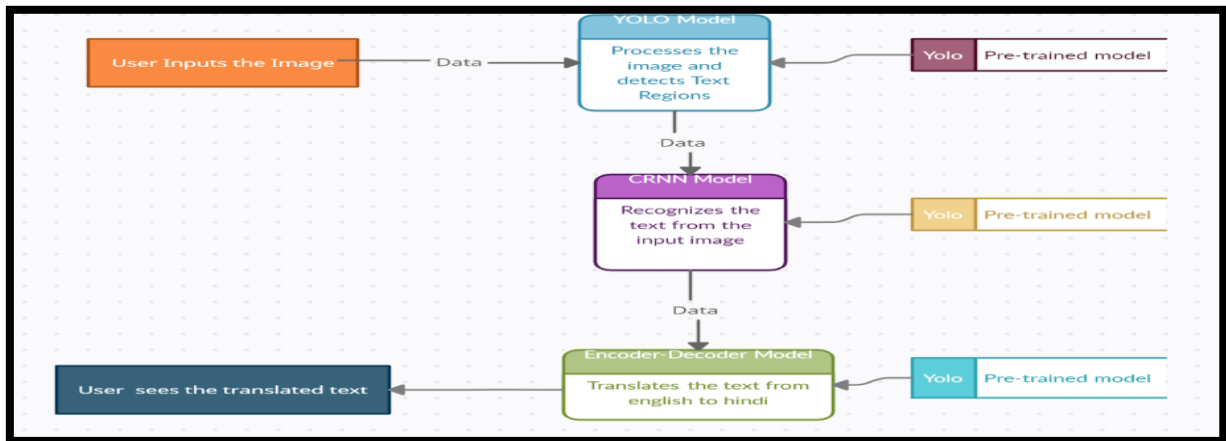 YOLO Model
User Inputs the Image
Data
Processes the
image and
detects Text
Regions
Yolo Pre-trained model
Data
CRNN Model
Recognizes the
text from the
input image
Yolo Pre-trained model
Data
Encoder-Decoder Model
User sees the translated text
Translates the text from
english to hindi
Yolo Pre-trained model